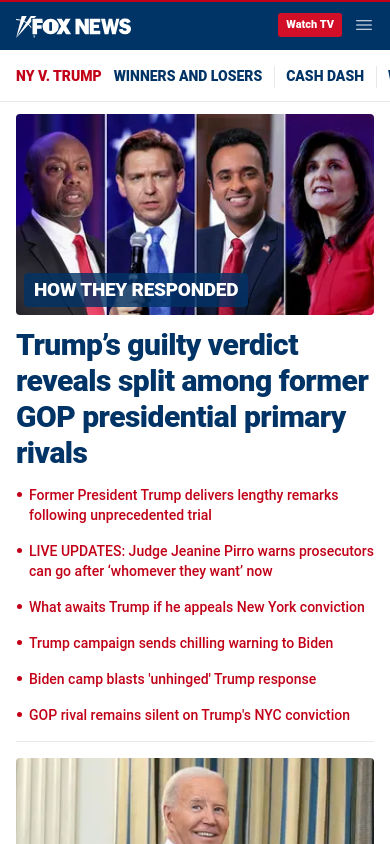 FOX NEWS
Watch TV
NY V. TRUMP
WINNERS AND LOSERS
CASH DASH
HOW THEY RESPONDED
Trump’s guilty verdict
reveals split among former
GOP presidential primary
rivals
Former President Trump delivers lengthy remarks
following unprecedented trial
LIVE UPDATES: Judge Jeanine Pirro warns prosecutors
can go after ‘whomever they want’ now
What awaits Trump if he appeals New York conviction
Trump campaign sends chilling warning to Biden
Biden camp blasts 'unhinged' Trump response
GOP rival remains silent on Trump's NYC conviction